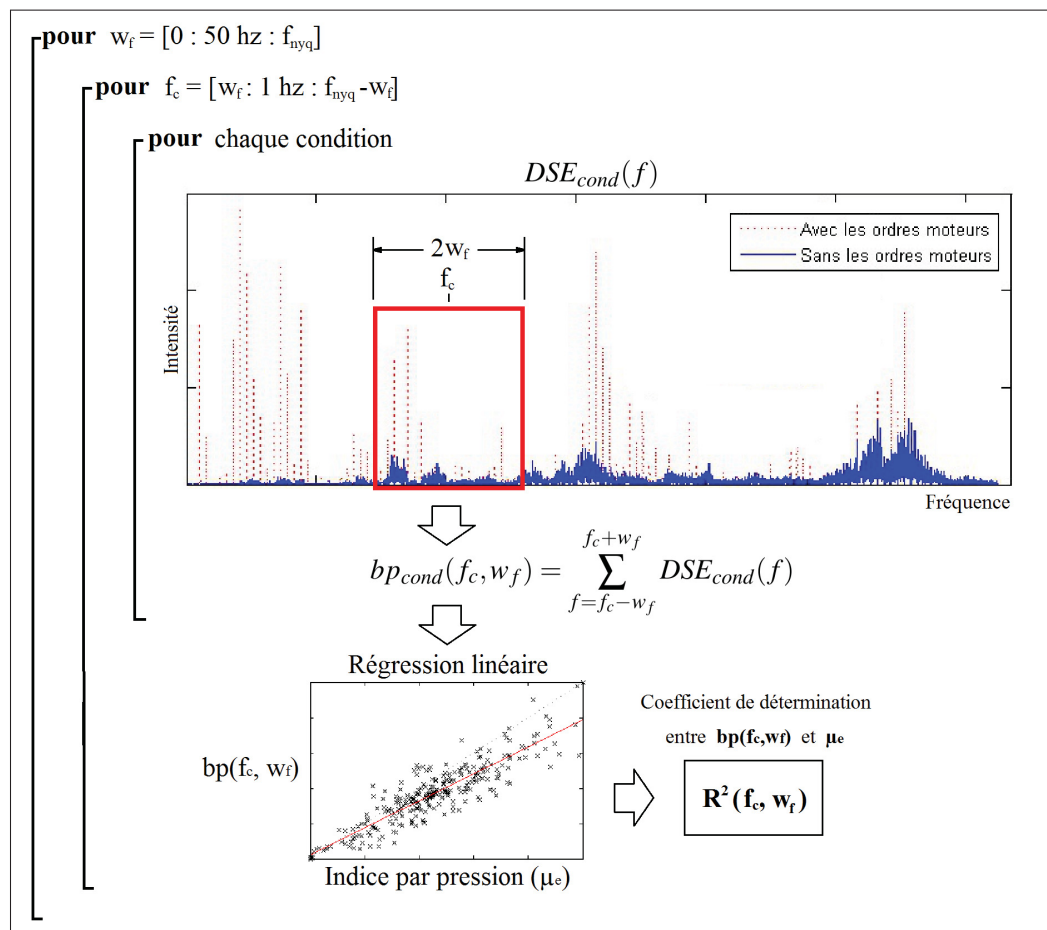 pour w_f = [0 : 50 hz : f_nyq]
pour f_c = [w_f : 1 hz : f_nyq -w_f]
pour chaque condition
DSE_cond(f)
Avec les ordres moteurs
Sans les ordres moteurs
2w_f
f_c
Intensité
Fréquence
bp_cond(f_c, w_f) = ∑_{f=f_c−w_f}^{f_c+w_f} DSE_cond(f)
Régression linéaire
bp(f_c, w_f)
Indice par pression (μ_e)
Coefficient de détermination
entre bp(f_c,w_f) et μ_e
R^2(f_c, w_f)